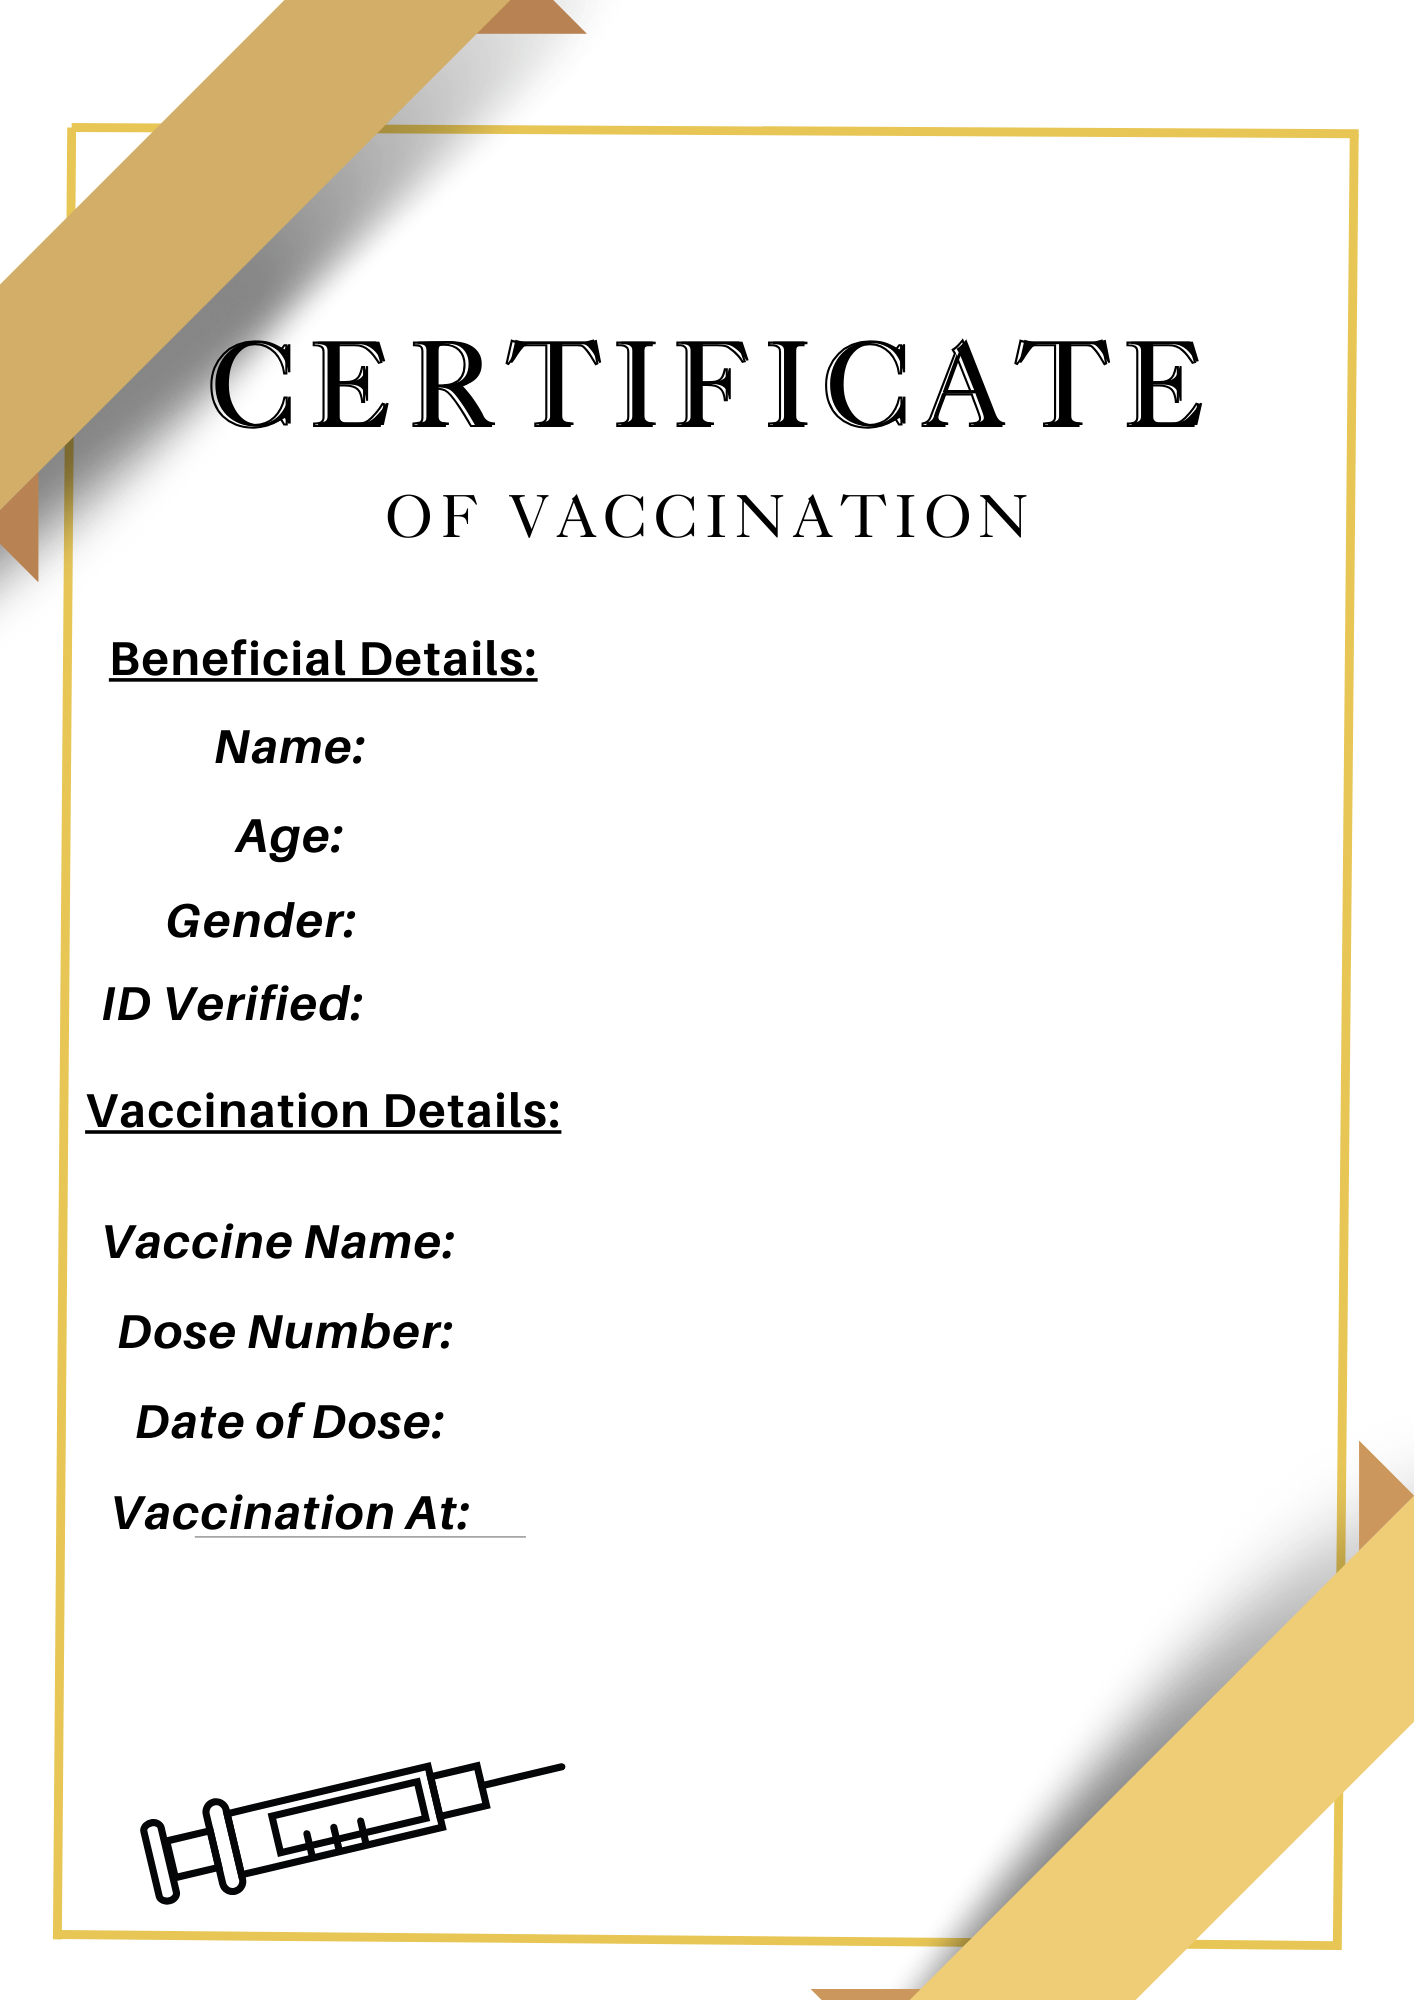 CERTIFICATE
OF VACCINATION
Beneficial Details:
Name:
Age:
Gender:
ID Verified:
Vaccination Details:
Vaccine Name:
Dose Number:
Date of Dose:
Vaccination At: